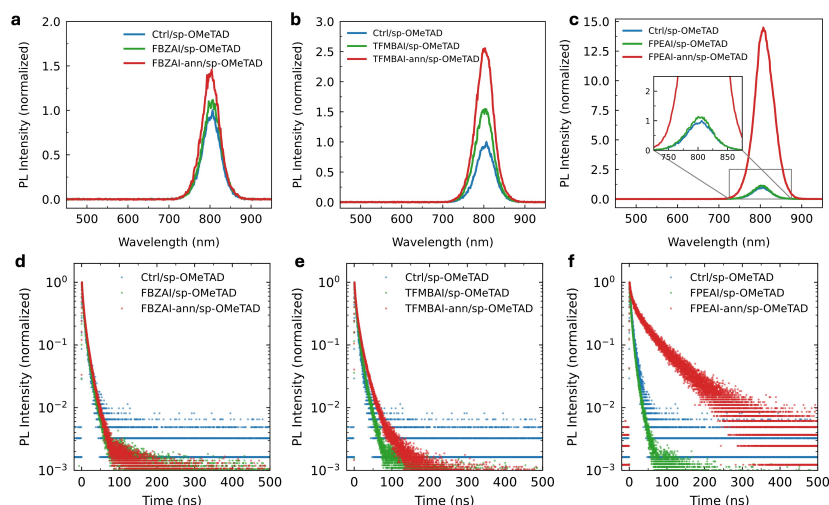 a
2.0
1.5
1.0
0.5
0.0
PL Intensity (normalized)
Ctrl/sp-OMeTAD
FBZAI/sp-OMeTAD
FBZAI-ann/sp-OMeTAD
500 600 700 800 900
Wavelength (nm)
b
3.0
2.5
2.0
1.5
1.0
0.5
0.0
PL Intensity (normalized)
Ctrl/sp-OMeTAD
TFMBAI/sp-OMeTAD
TFMBAI-ann/sp-OMeTAD
500 600 700 800 900
Wavelength (nm)
c
15.0
12.5
10.0
7.5
5.0
2.5
0.0
PL Intensity (normalized)
Ctrl/sp-OMeTAD
FPEAI/sp-OMeTAD
FPEAI-ann/sp-OMeTAD
2
1
0
750 800 850
500 600 700 800 900
Wavelength (nm)
d
10⁰
10⁻¹
10⁻²
10⁻³
PL Intensity (normalized)
Ctrl/sp-OMeTAD
FBZAI/sp-OMeTAD
FBZAI-ann/sp-OMeTAD
0 100 200 300 400 500
Time (ns)
e
10⁰
10⁻¹
10⁻²
10⁻³
PL Intensity (normalized)
Ctrl/sp-OMeTAD
TFMBAI/sp-OMeTAD
TFMBAI-ann/sp-OMeTAD
0 100 200 300 400 500
Time (ns)
f
10⁰
10⁻¹
10⁻²
10⁻³
PL Intensity (normalized)
Ctrl/sp-OMeTAD
FPEAI/sp-OMeTAD
FPEAI-ann/sp-OMeTAD
0 100 200 300 400 500
Time (ns)